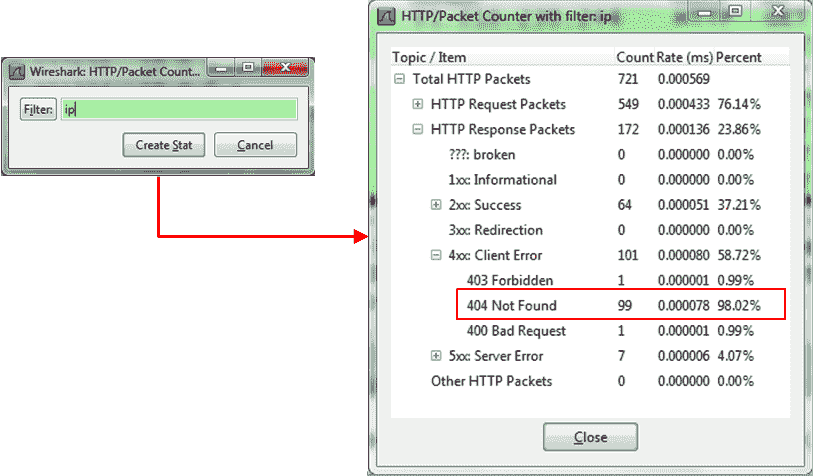 Wireshark: HTTP/Packet Count...
Filter: ip
Create Stat Cancel
HTTP/Packet Counter with filter: ip
Topic / Item Count Rate (ms) Percent
Total HTTP Packets 721 0.000569
HTTP Request Packets 549 0.000433 76.14%
HTTP Response Packets 172 0.000136 23.86%
???: broken 0 0.000000 0.00%
1xx: Informational 0 0.000000 0.00%
2xx: Success 64 0.000051 37.21%
3xx: Redirection 0 0.000000 0.00%
4xx: Client Error 101 0.000080 58.72%
403 Forbidden 1 0.000001 0.99%
404 Not Found 99 0.000078 98.02%
400 Bad Request 1 0.000001 0.99%
5xx: Server Error 7 0.000006 4.07%
Other HTTP Packets 0 0.000000 0.00%
Close